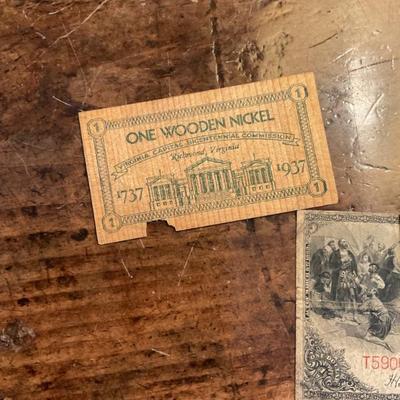 1 1
ONE WOODEN NICKEL
VIRGINIA CAPITAL BICENTENNIAL COMMISSION
Richmond, Virginia
1737 1937
1 1
T590